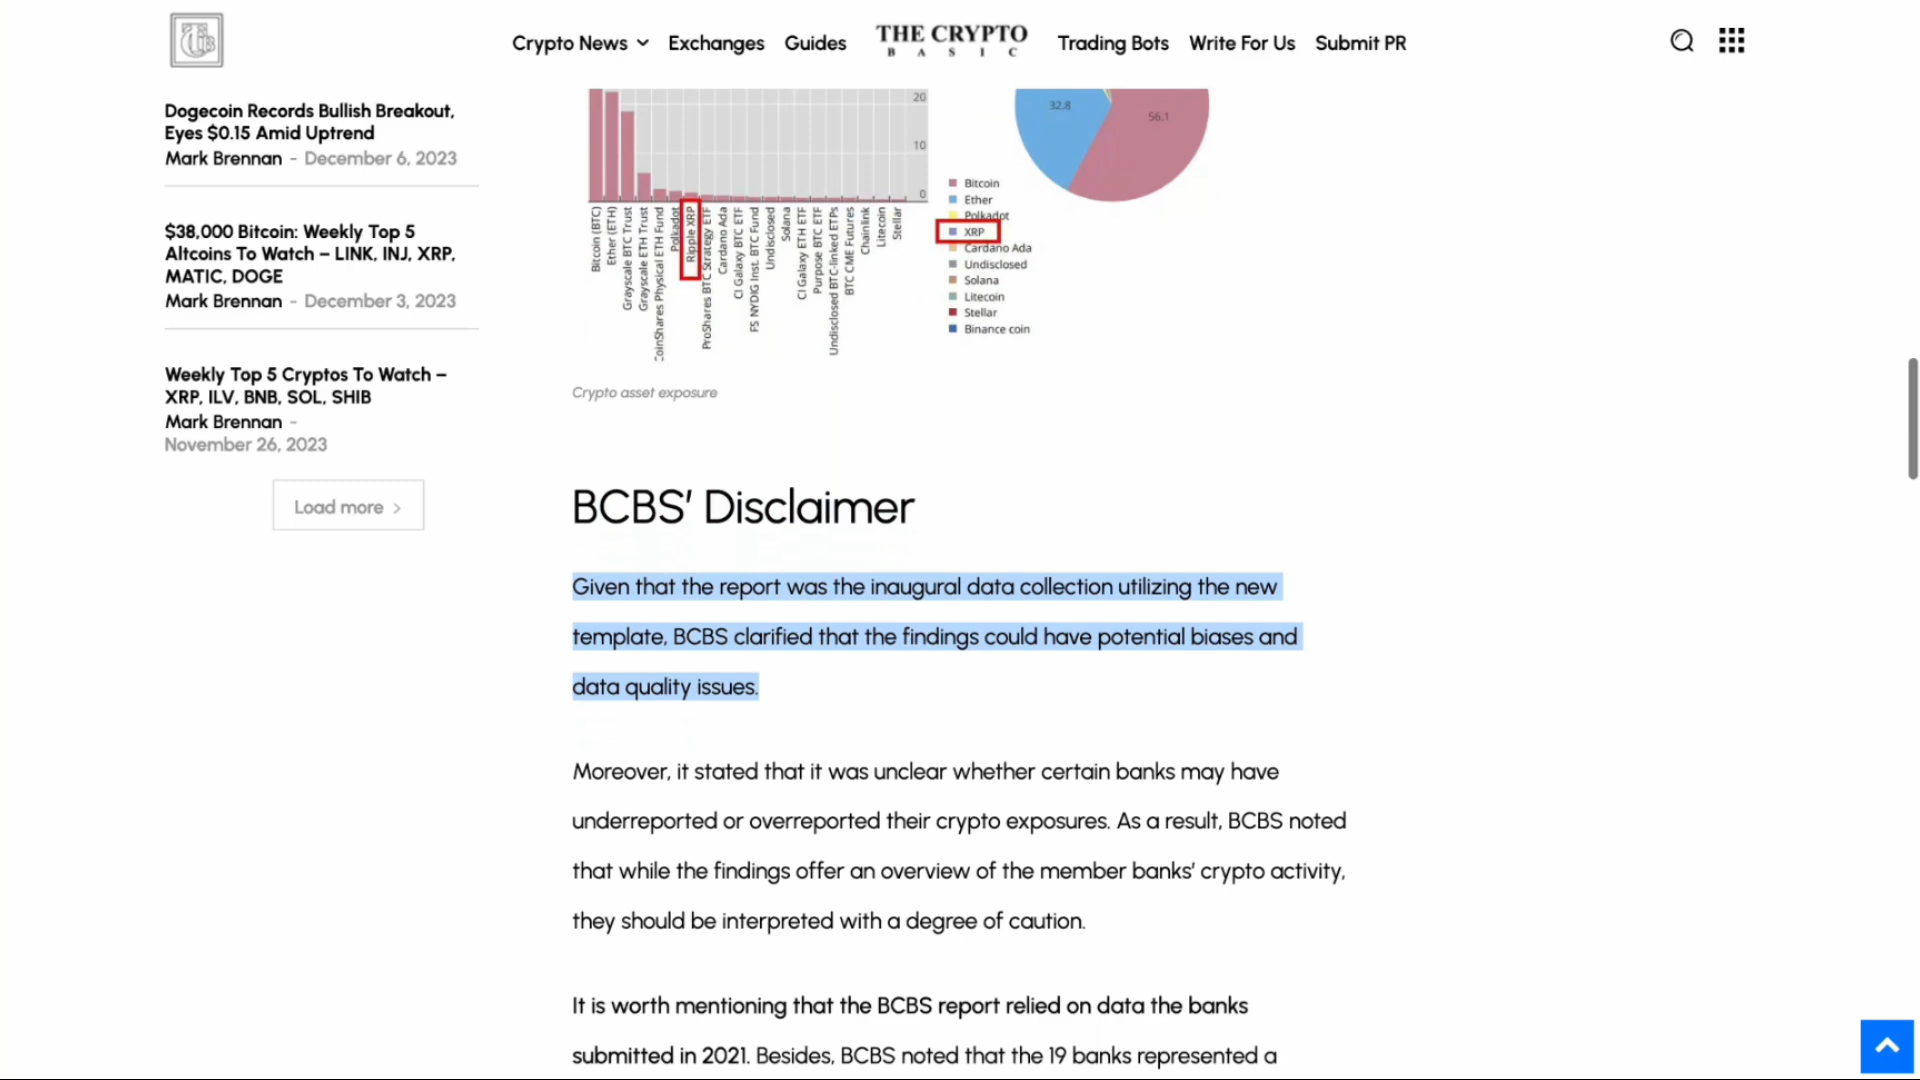 Crypto News
Exchanges
Guides
THE CRYPTO
BASIC
Trading Bots
Write For Us
Submit PR
Dogecoin Records Bullish Breakout,
Eyes $0.15 Amid Uptrend
Mark Brennan - December 6, 2023
$38,000 Bitcoin: Weekly Top 5
Altcoins To Watch – LINK, INJ, XRP,
MATIC, DOGE
Mark Brennan - December 3, 2023
Weekly Top 5 Cryptos To Watch –
XRP, ILV, BNB, SOL, SHIB
Mark Brennan -
November 26, 2023
Load more
20
10
0
Bitcoin (BTC)
Ether (ETH)
Grayscale BTC Trust
Grayscale ETH Trust
CoinShares Physical ETH Fund
Polkadot
Ripple XRP
ProShares BTC Strategy ETF
Cardano Ada
CI Galaxy BTC ETF
FS NYDIG Inst. BTC Fund
Undisclosed
Solana
CI Galaxy ETH ETF
Purpose BTC ETF
Undisclosed BTC-linked ETPs
BTC CME Futures
Chainlink
Litecoin
Stellar
32.8
56.1
Bitcoin
Ether
Polkadot
XRP
Cardano Ada
Undisclosed
Solana
Litecoin
Stellar
Binance coin
Crypto asset exposure
BCBS’ Disclaimer
Given that the report was the inaugural data collection utilizing the new
template, BCBS clarified that the findings could have potential biases and
data quality issues.
Moreover, it stated that it was unclear whether certain banks may have
underreported or overreported their crypto exposures. As a result, BCBS noted
that while the findings offer an overview of the member banks’ crypto activity,
they should be interpreted with a degree of caution.
It is worth mentioning that the BCBS report relied on data the banks
submitted in 2021. Besides, BCBS noted that the 19 banks represented a